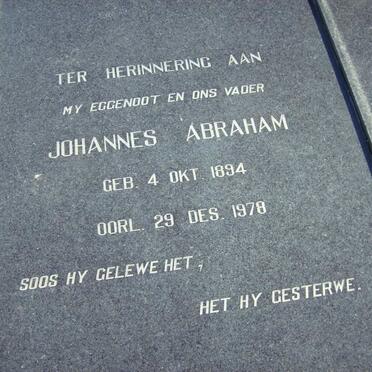 TER HERINNERING AAN
MY EGGENOOT EN ONS VADER
JOHANNES ABRAHAM
GEB. 4 OKT. 1894
OORL. 29 DES. 1978
SOOS HY GELEWE HET,
HET HY GESTERWE.